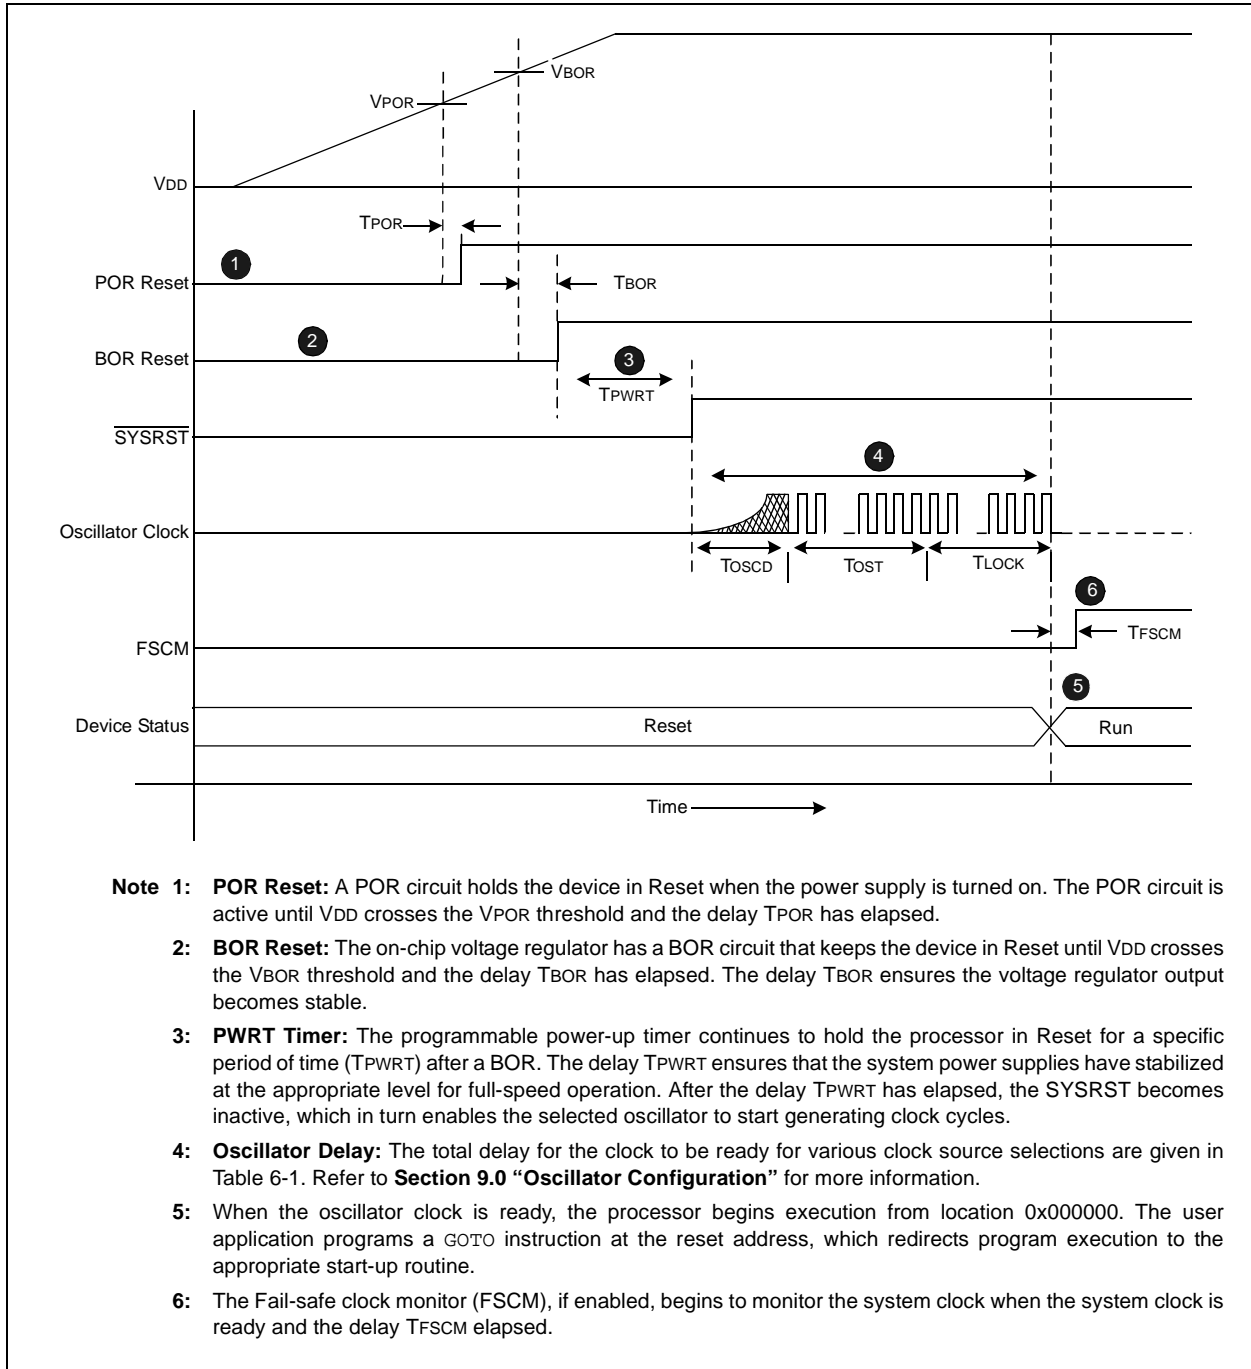 VBOR
VPOR
VDD
TPOR
1
POR Reset
TBOR
2
BOR Reset
3
TPWRT
SYSRST
4
Oscillator Clock
TOSCD
TOST
TLOCK
6
TFSCM
FSCM
5
Device Status
Reset
Run
Time
Note 1: POR Reset: A POR circuit holds the device in Reset when the power supply is turned on. The POR circuit is
active until VDD crosses the VPOR threshold and the delay TPOR has elapsed.
2: BOR Reset: The on-chip voltage regulator has a BOR circuit that keeps the device in Reset until VDD crosses
the VBOR threshold and the delay TBOR has elapsed. The delay TBOR ensures the voltage regulator output
becomes stable.
3: PWRT Timer: The programmable power-up timer continues to hold the processor in Reset for a specific
period of time (TPWRT) after a BOR. The delay TPWRT ensures that the system power supplies have stabilized
at the appropriate level for full-speed operation. After the delay TPWRT has elapsed, the SYSRST becomes
inactive, which in turn enables the selected oscillator to start generating clock cycles.
4: Oscillator Delay: The total delay for the clock to be ready for various clock source selections are given in
Table 6-1. Refer to Section 9.0 “Oscillator Configuration” for more information.
5: When the oscillator clock is ready, the processor begins execution from location 0x000000. The user
application programs a GOTO instruction at the reset address, which redirects program execution to the
appropriate start-up routine.
6: The Fail-safe clock monitor (FSCM), if enabled, begins to monitor the system clock when the system clock is
ready and the delay TFSCM elapsed.